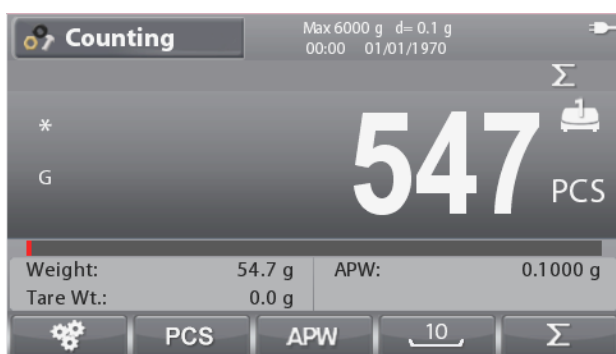 Counting
Max 6000 g d= 0.1 g
00:00 01/01/1970
Σ
1
*
547
G
PCS
Weight: 54.7 g APW: 0.1000 g
Tare Wt.: 0.0 g
PCS APW 10 Σ